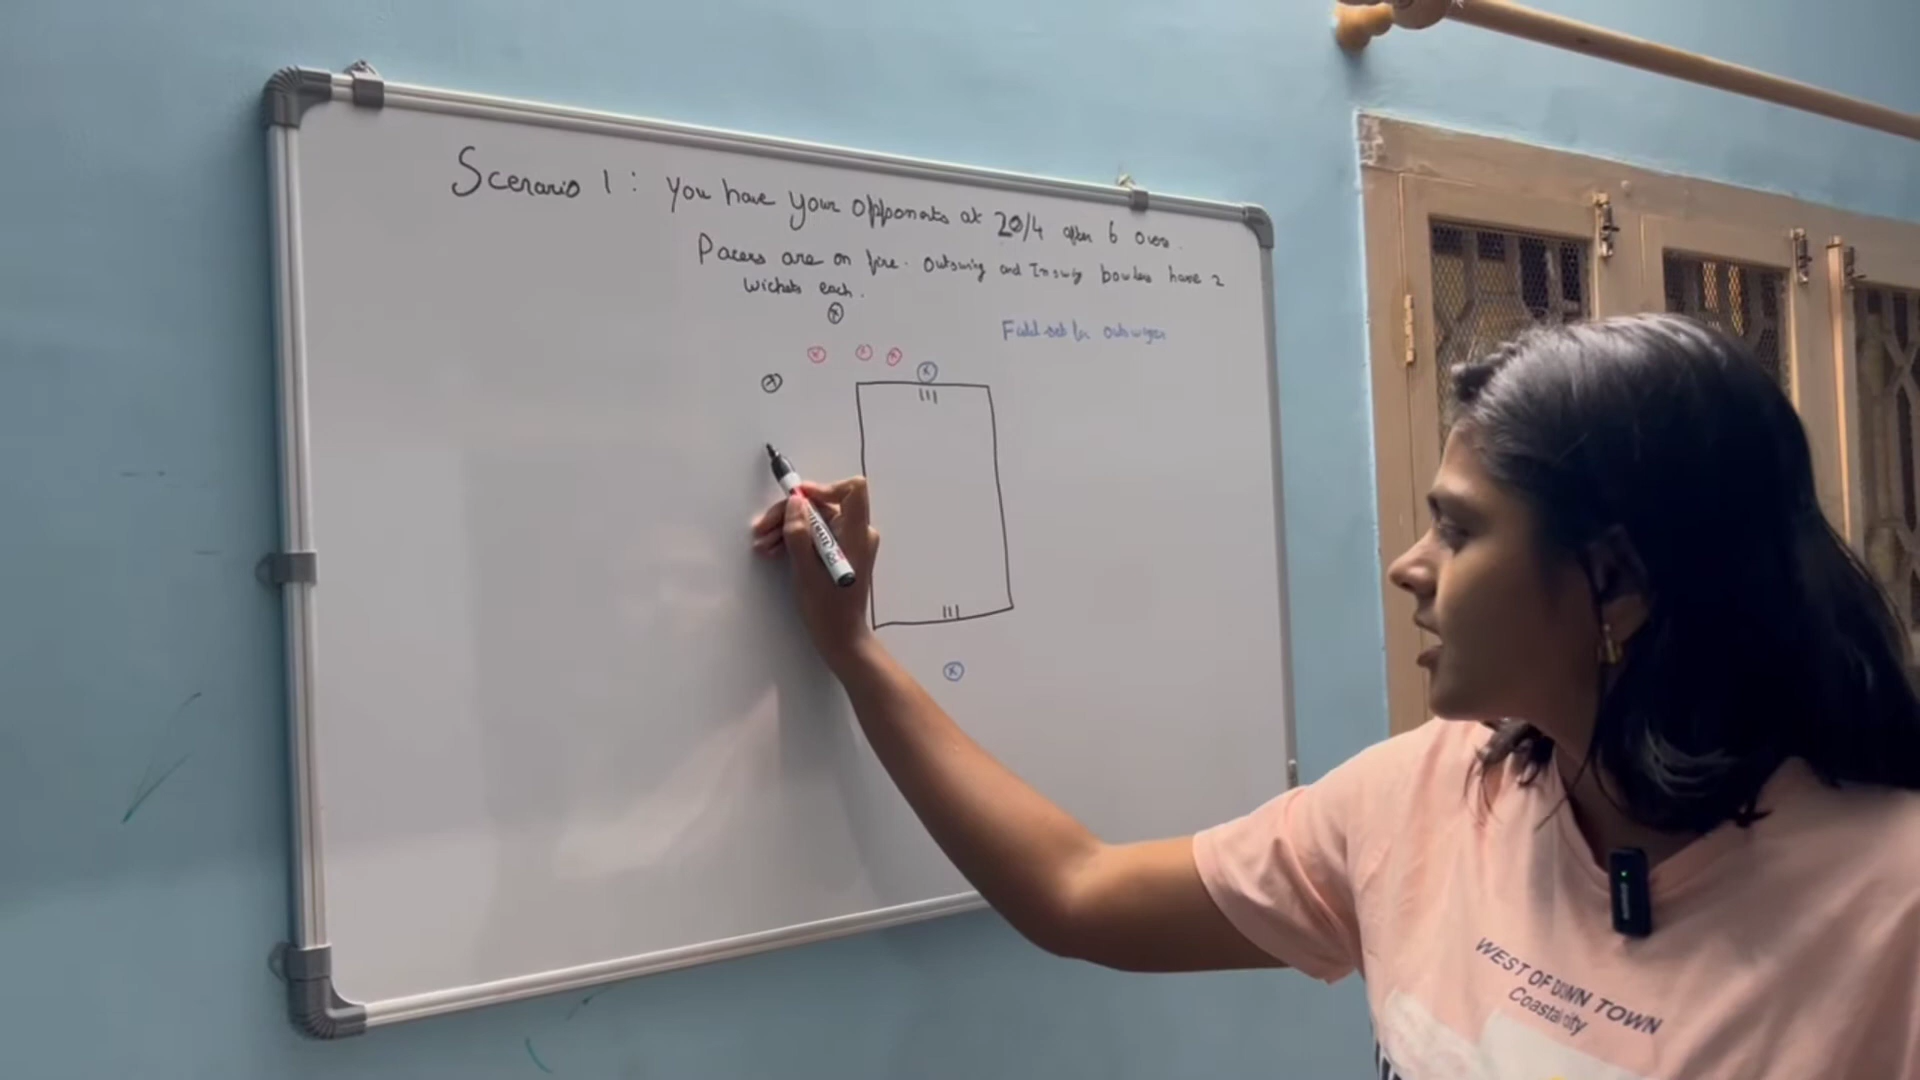 Scenario 1: You have your opponents at 20/4 after 6 overs.
Pacers are on fire. Outswing and Inswing bowlers have 2
wickets each.
Field set for outswinger
WEST OF DOWN TOWN
Coastal city